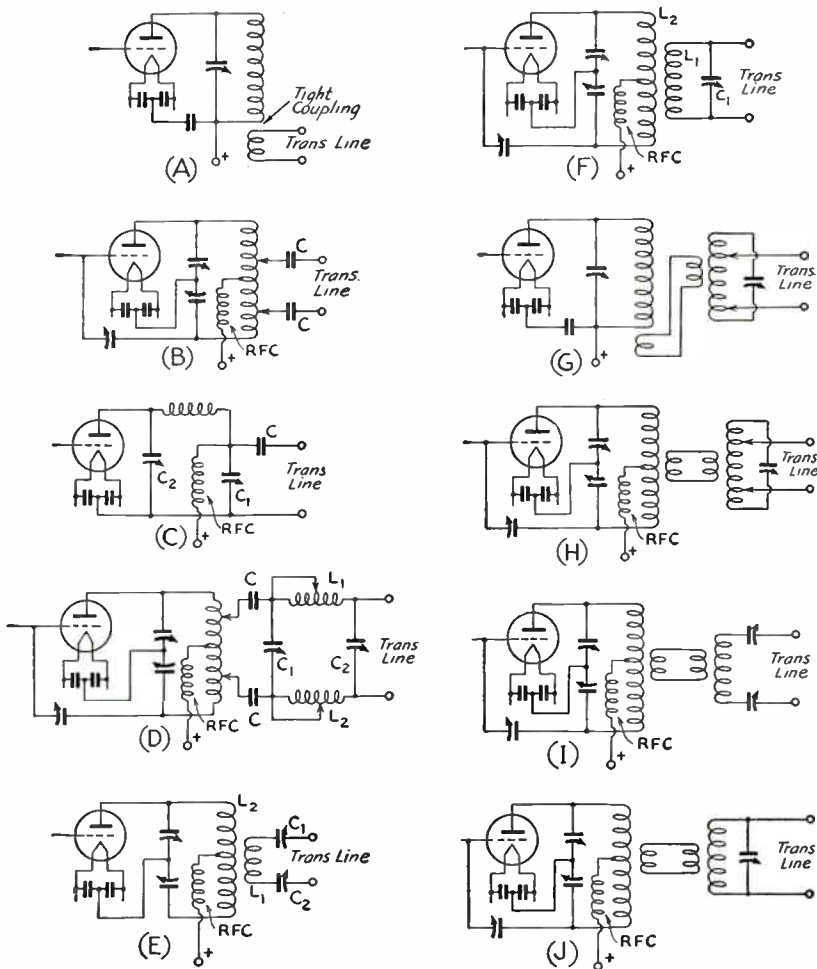 Tight
Coupling
Trans Line
+
(A)
C
Trans.
Line
C
RFC
+
(B)
C
Trans
Line
C₂
C₁
RFC
+
(C)
C
L₁
C₁
C₂
Trans
Line
C
L₂
RFC
+
(D)
L₂
C₁
Trans Line
L₁
C₂
RFC
+
(E)
L₂
L₁
Trans
Line
C₁
RFC
+
(F)
Trans
Line
+
(G)
Trans
Line
RFC
+
(H)
Trans
Line
RFC
+
(I)
Trans
Line
RFC
+
(J)